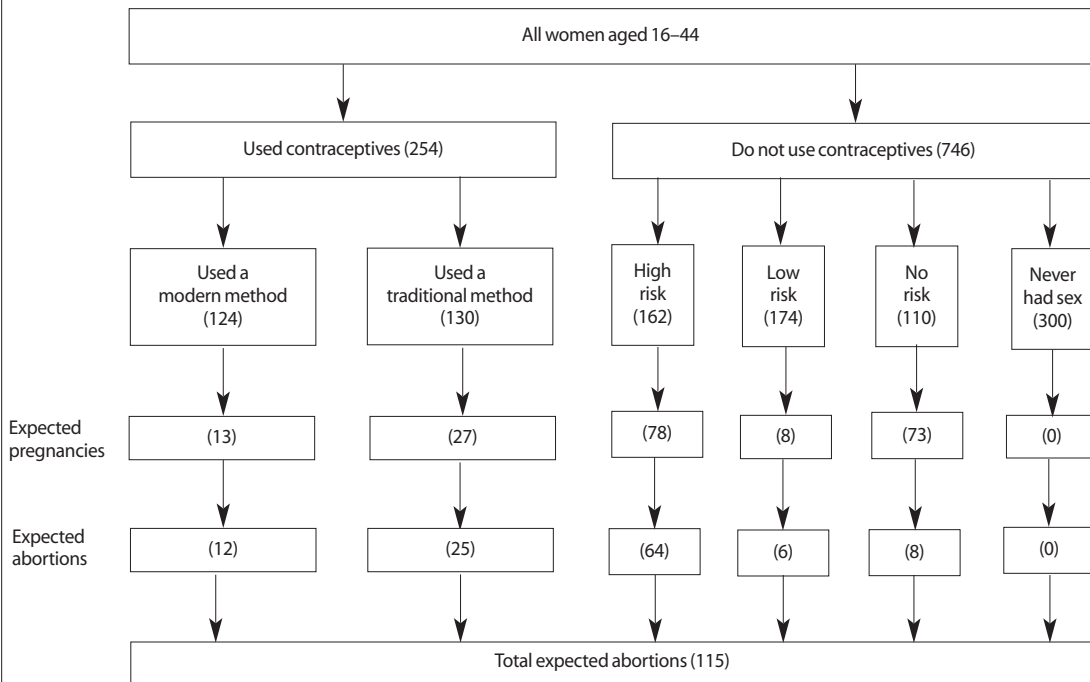 All women aged 16–44
Used contraceptives (254)
Do not use contraceptives (746)
Used a
modern method
(124)
Used a
traditional method
(130)
High
risk
(162)
Low
risk
(174)
No
risk
(110)
Never
had sex
(300)
Expected
pregnancies
(13)
(27)
(78)
(8)
(73)
(0)
Expected
abortions
(12)
(25)
(64)
(6)
(8)
(0)
Total expected abortions (115)